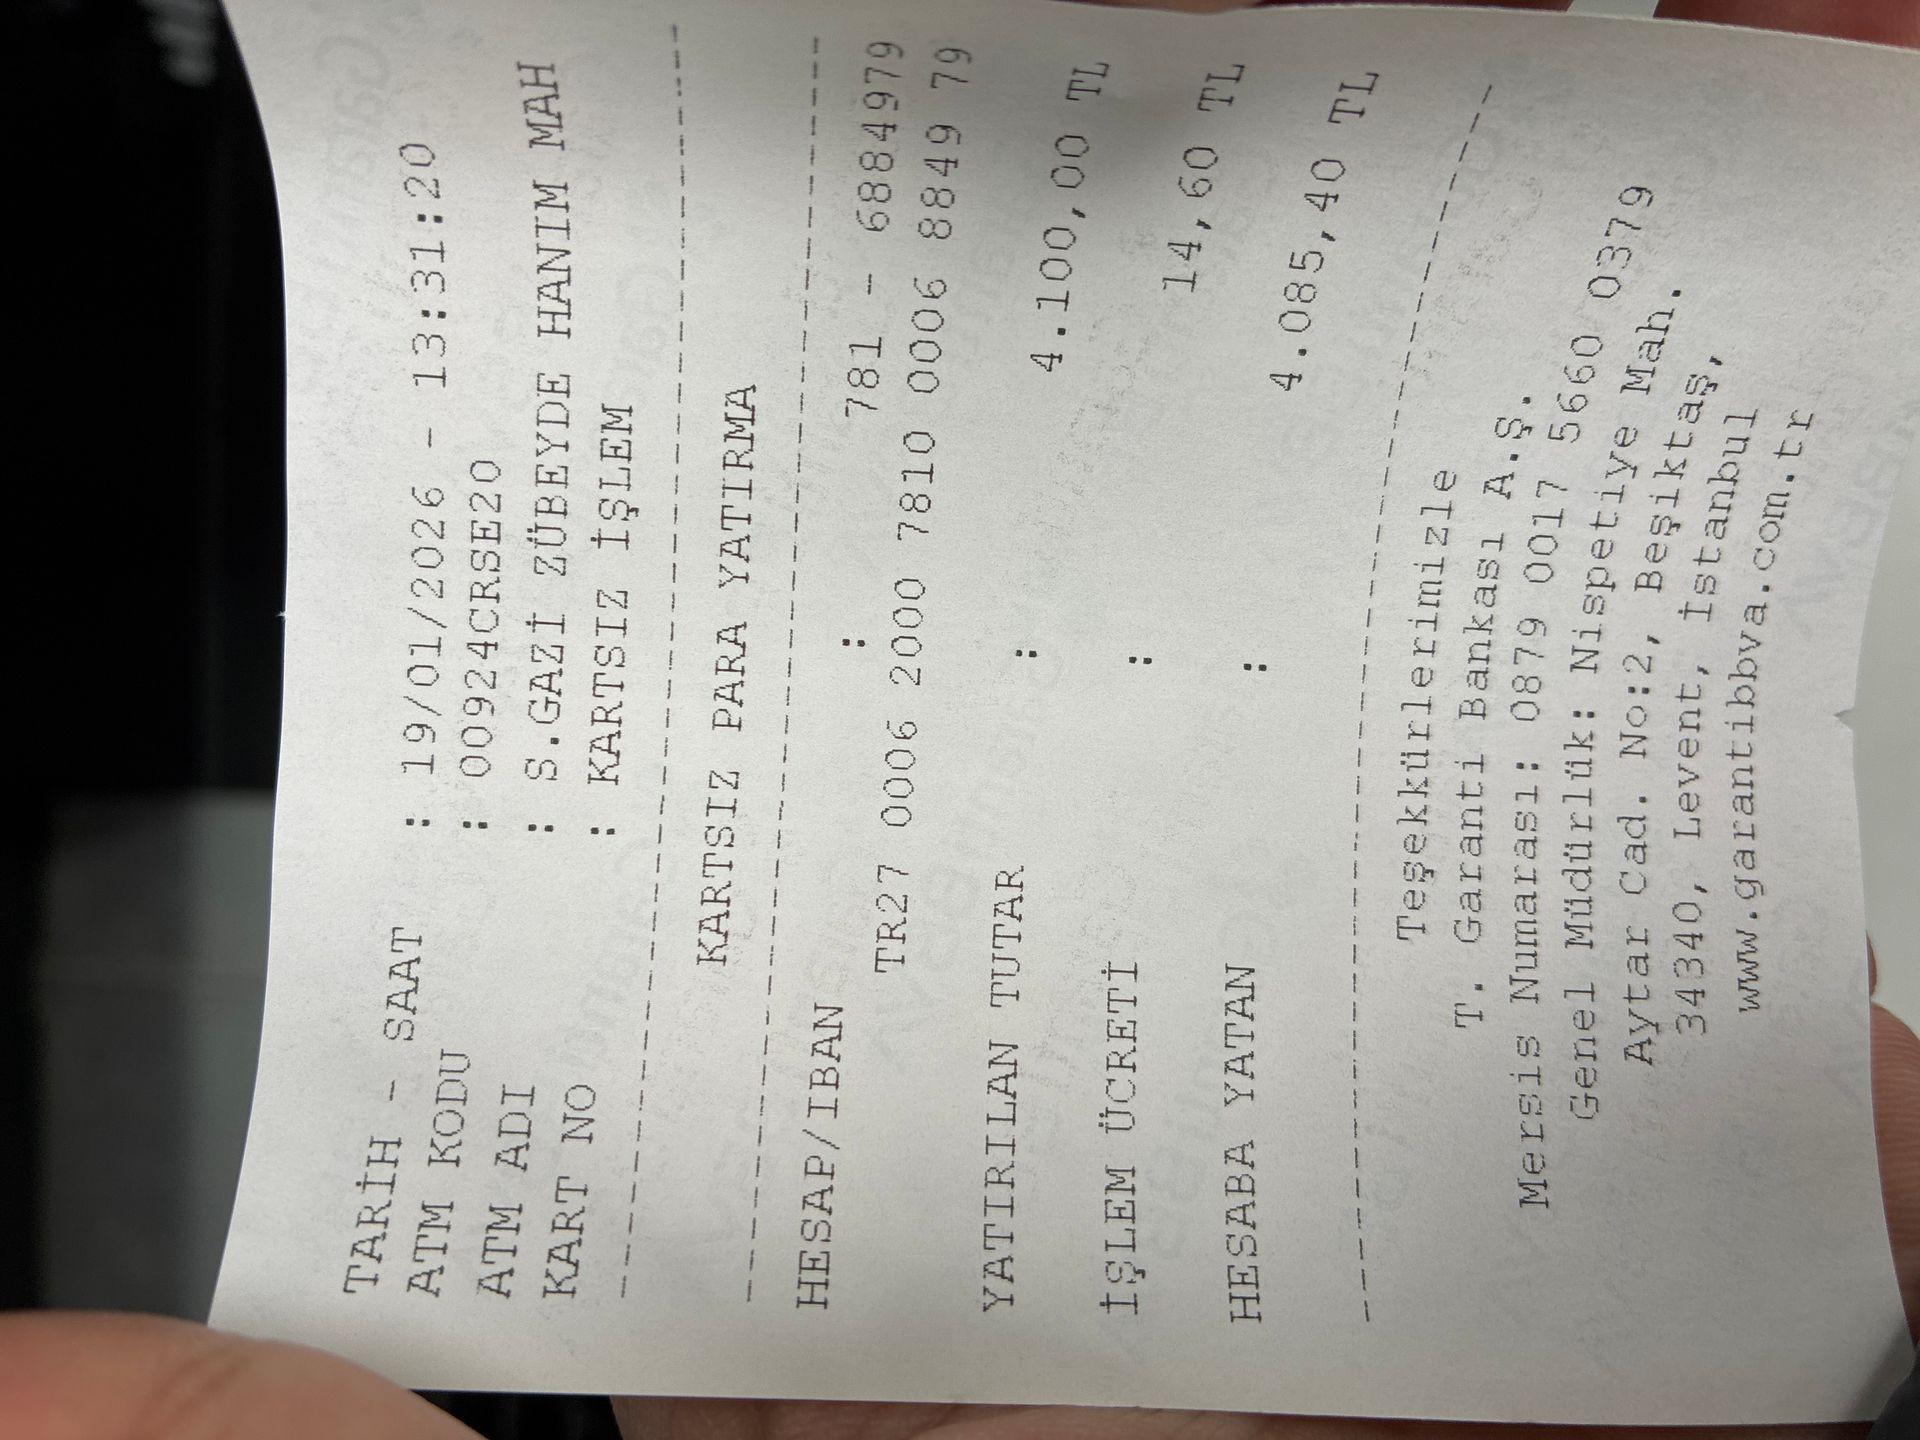 TARİH - SAAT : 19/01/2026 - 13:31:20
ATM KODU : 00924CRSE20
ATM ADI : S.GAZİ ZÜBEYDE HANIM MAH
KART NO : KARTSIZ İŞLEM
KARTSIZ PARA YATIRMA
HESAP/IBAN : 781 - 6884979
TR27 0006 2000 7810 0006 8849 79
YATIRILAN TUTAR : 4.100,00 TL
İŞLEM ÜCRETİ : 14,60 TL
HESABA YATAN : 4.085,40 TL
Teşekkürlerimizle
T. Garanti Bankası A.Ş.
Mersis Numarası: 0879 0017 5660 0379
Genel Müdürlük: Nispetiye Mah.
Aytar Cad. No:2, Beşiktaş,
34340, Levent, İstanbul
www.garantibbva.com.tr